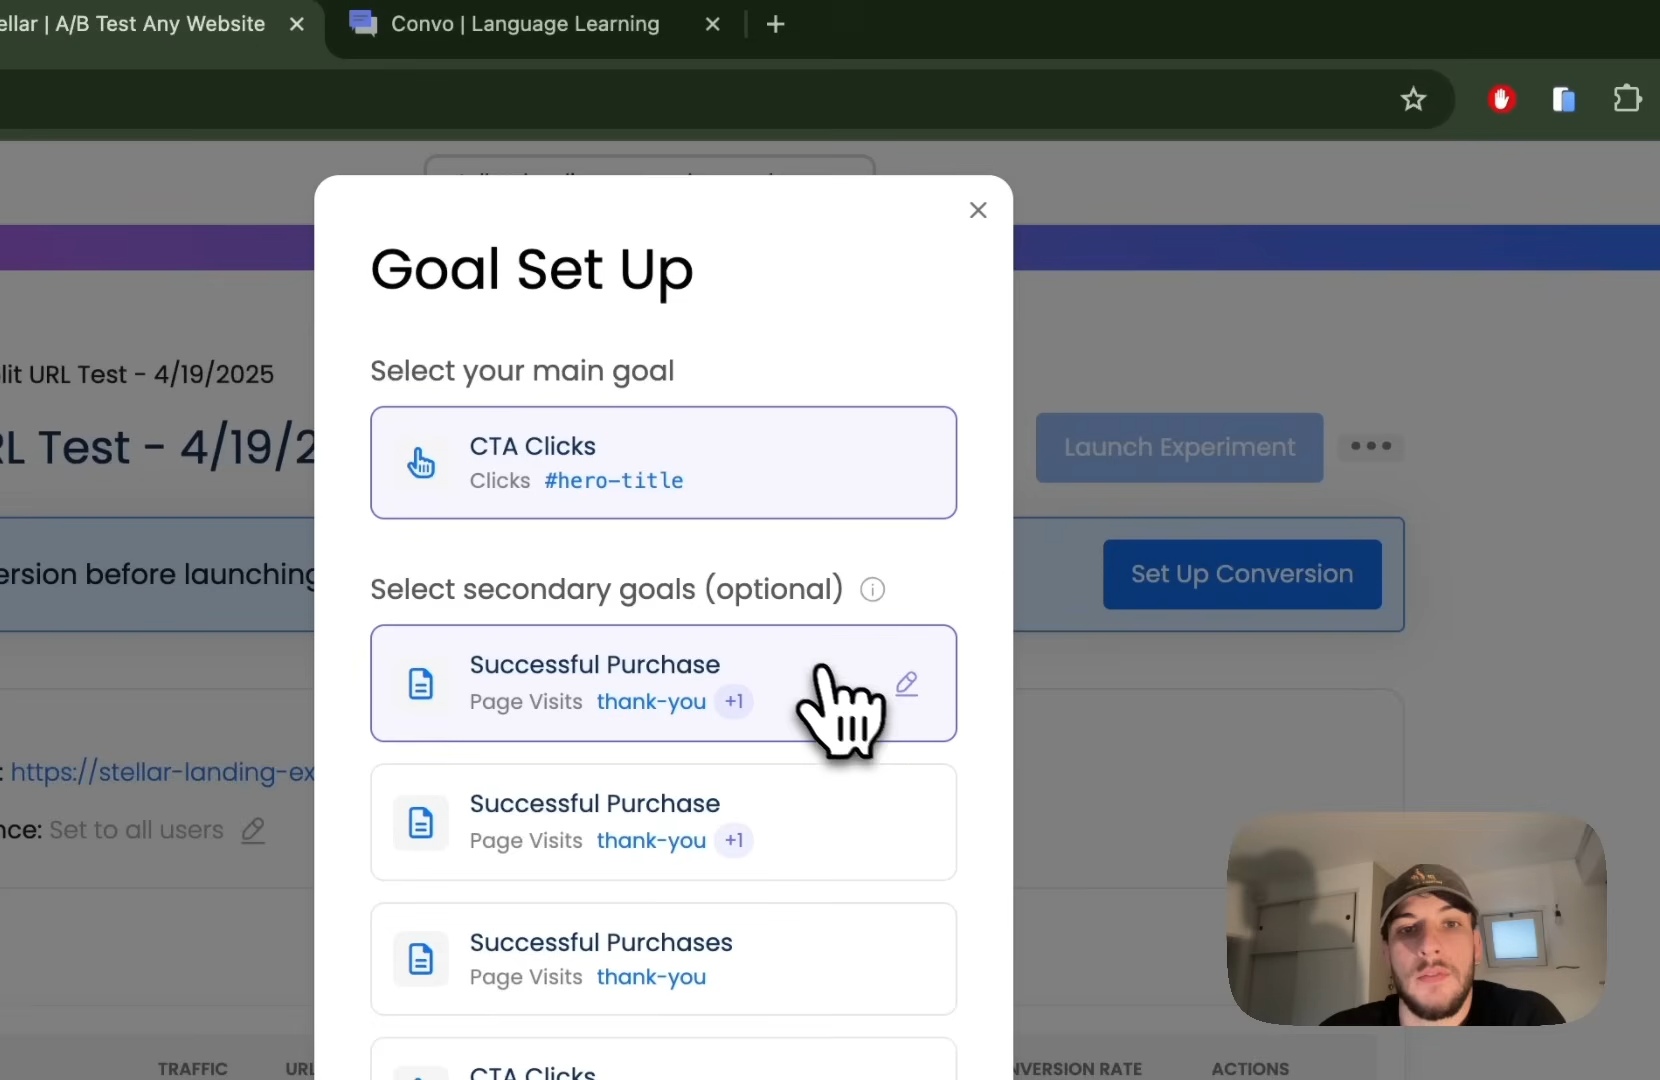 ellar | A/B Test Any Website
Convo | Language Learning
Goal Set Up
Select your main goal
CTA Clicks
Clicks #hero-title
Select secondary goals (optional)
Successful Purchase
Page Visits thank-you +1
Successful Purchase
Page Visits thank-you +1
Successful Purchases
Page Visits thank-you
CTA Clicks
lit URL Test - 4/19/2025
RL Test - 4/19/2
Launch Experiment
ersion before launching
Set Up Conversion
: https://stellar-landing-ex
nce: Set to all users
TRAFFIC
URL
NVERSION RATE
ACTIONS